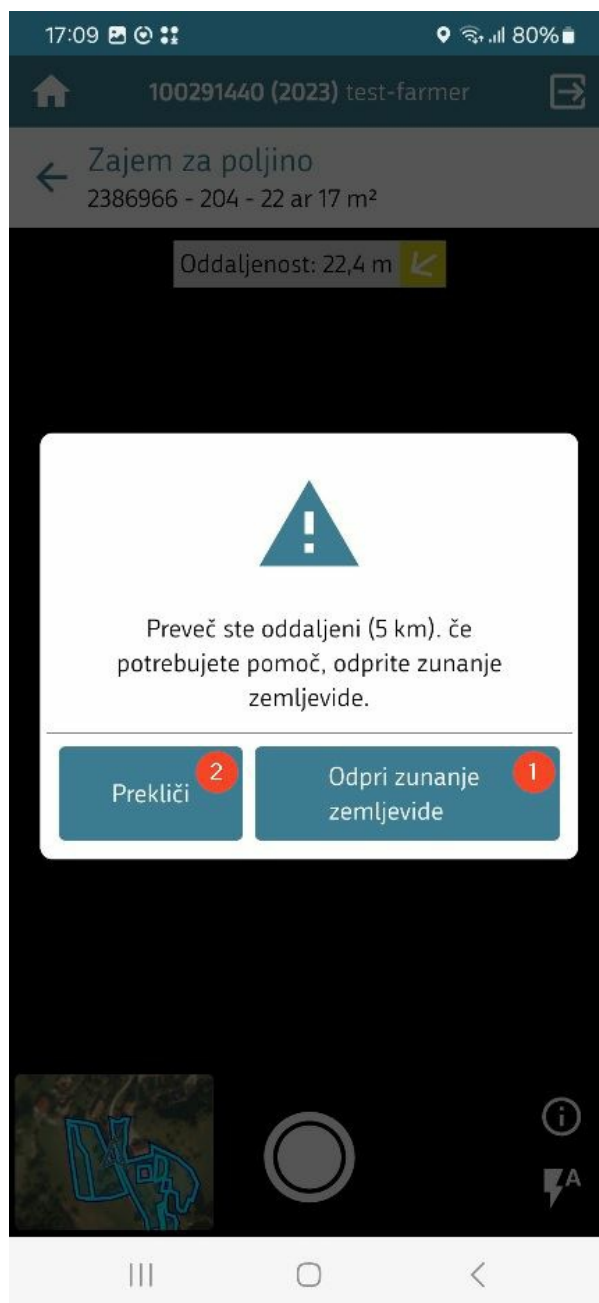 17:09 80%
100291440 (2023) test-farmer
Zajem za poljino
2386966 - 204 - 22 ar 17 m²
Oddaljenost: 22,4 m
Preveč ste oddaljeni (5 km). če
potrebujete pomoč, odprite zunanje
zemljevide.
Prekliči 2
Odpri zunanje 1
zemljevide
A